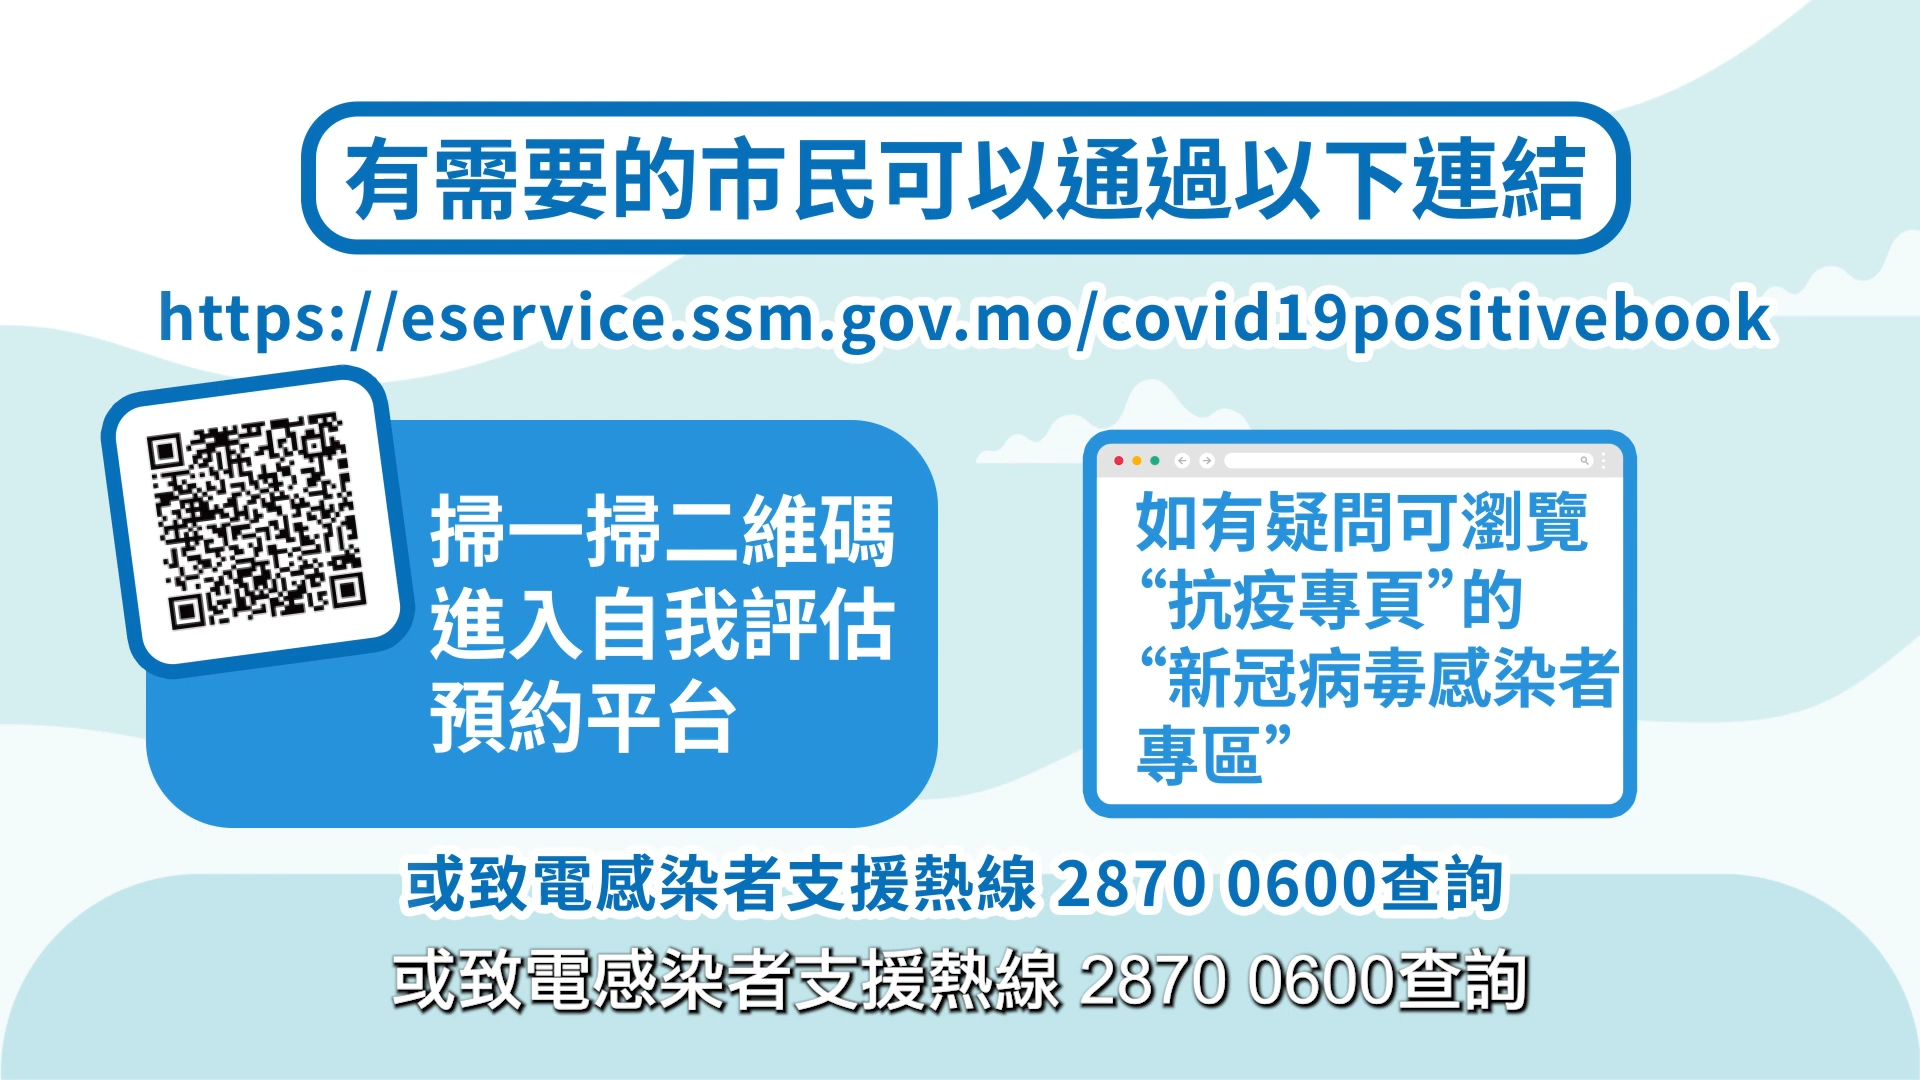 有需要的市民可以通過以下連結
https://eservice.ssm.gov.mo/covid19positivebook
掃一掃二維碼
進入自我評估
預約平台
如有疑問可瀏覽
“抗疫專頁”的
“新冠病毒感染者
專區”
或致電感染者支援熱線 2870 0600查詢
或致電感染者支援熱線 2870 0600查詢